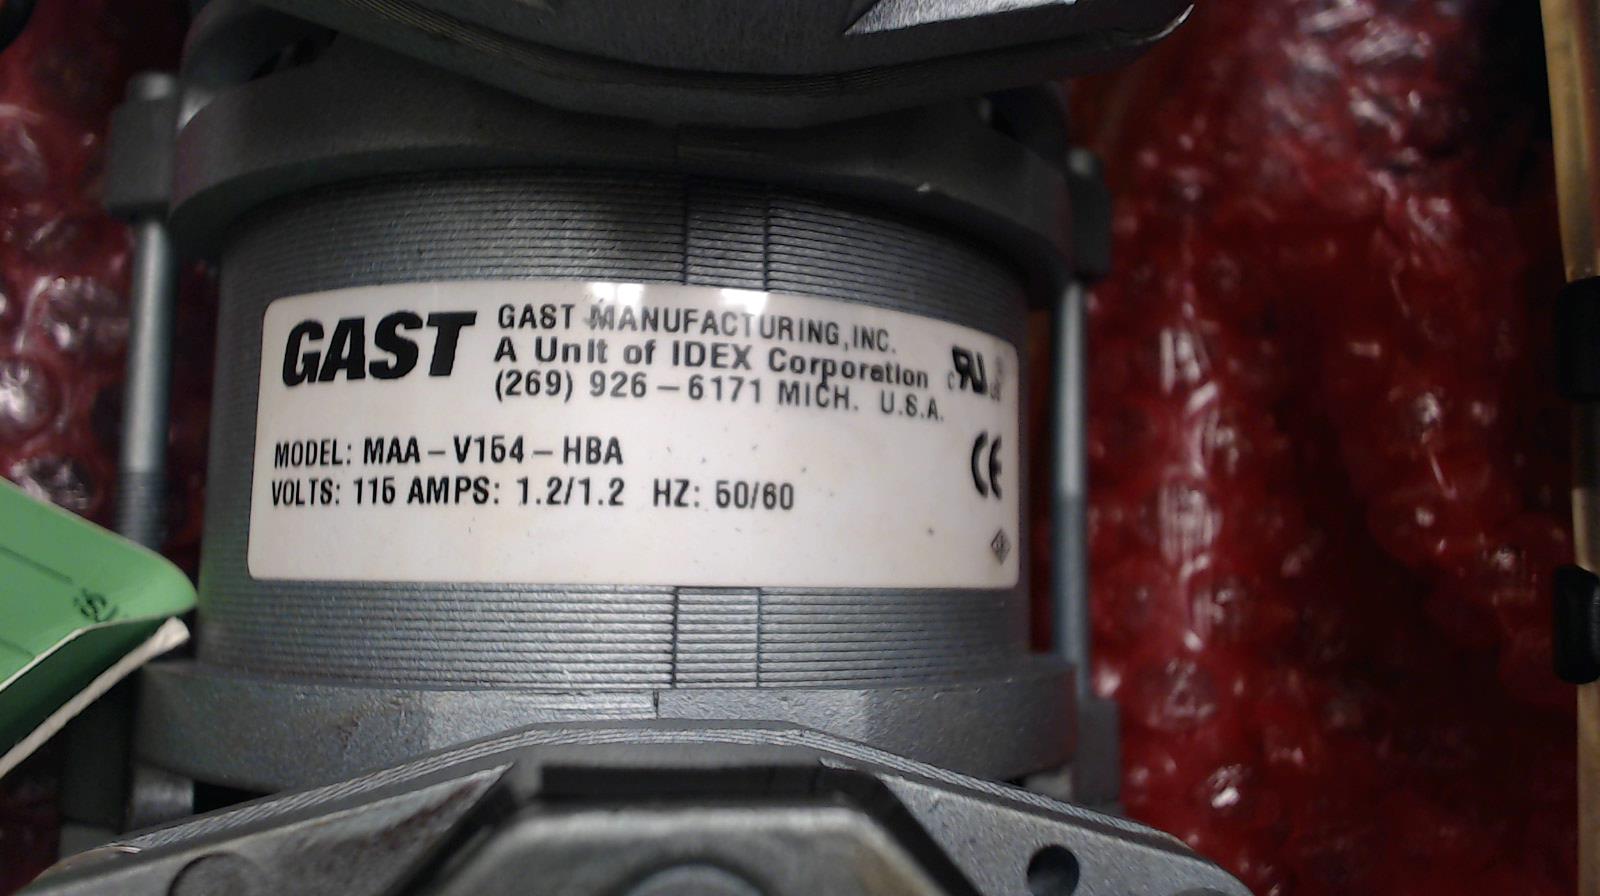 GAST
GAST MANUFACTURING, INC.
A Unit of IDEX Corporation
(269) 926-6171 MICH. U.S.A.
MODEL: MAA-V154-HBA
VOLTS: 115 AMPS: 1.2/1.2 HZ: 50/60
CE